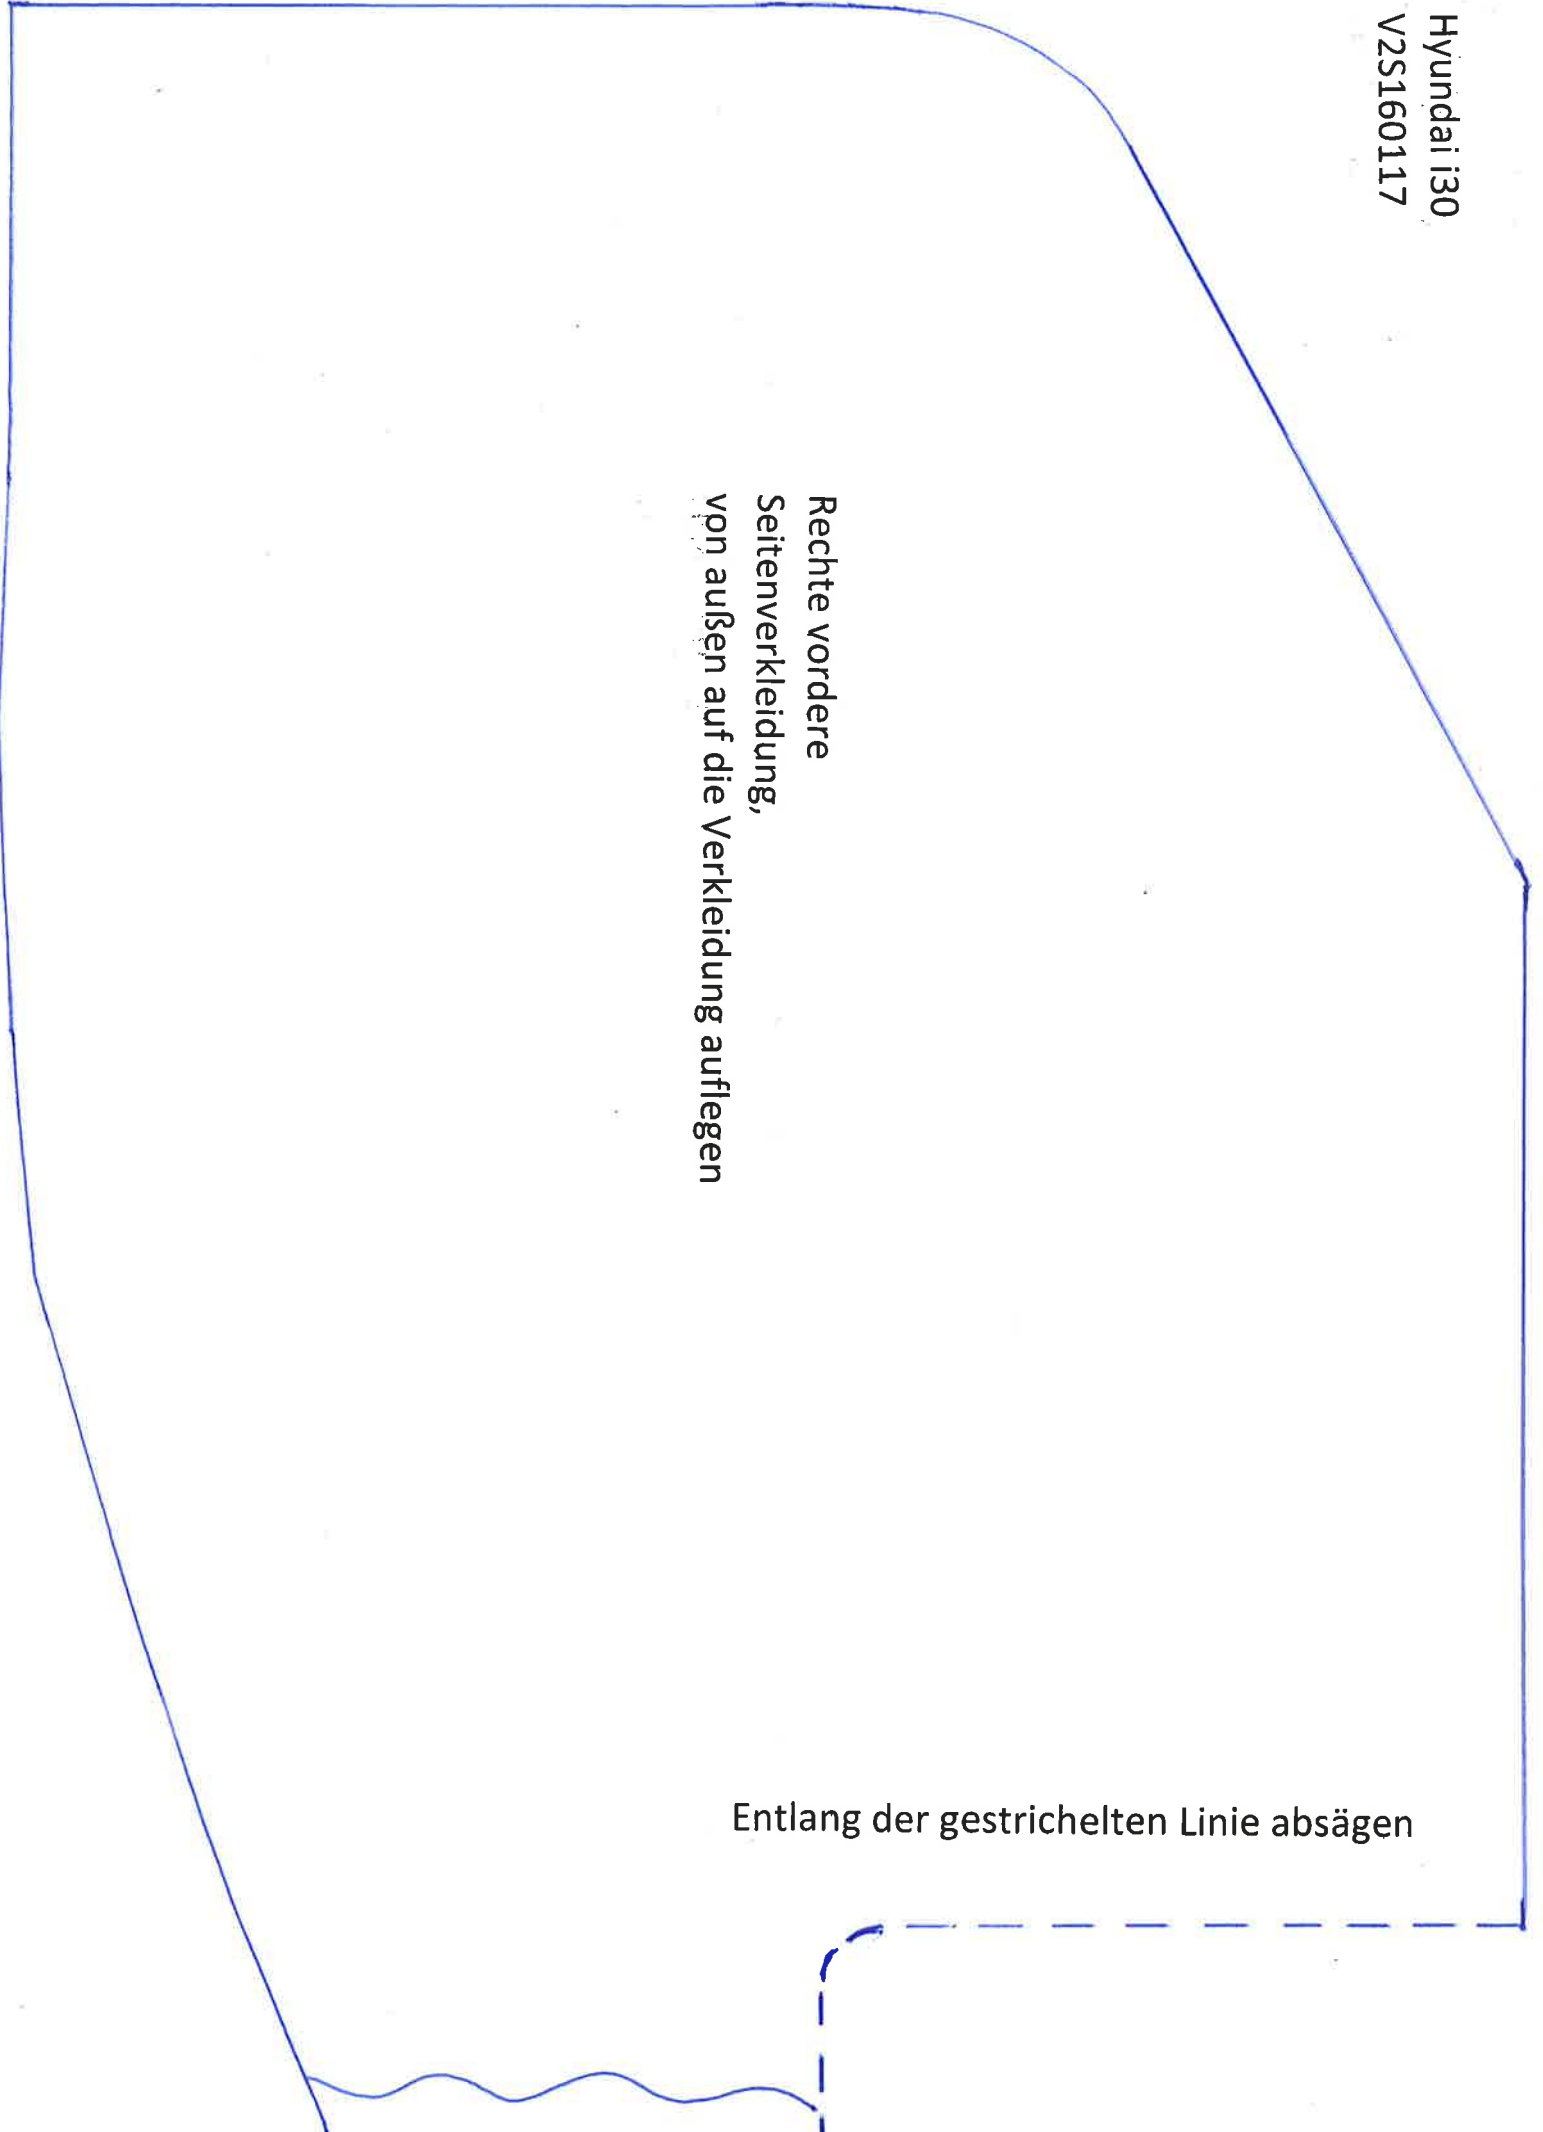 Hyundai i30
V2S160117
Rechte vordere
Seitenverkleidung,
von außen auf die Verkleidung auflegen
Entlang der gestrichelten Linie absägen